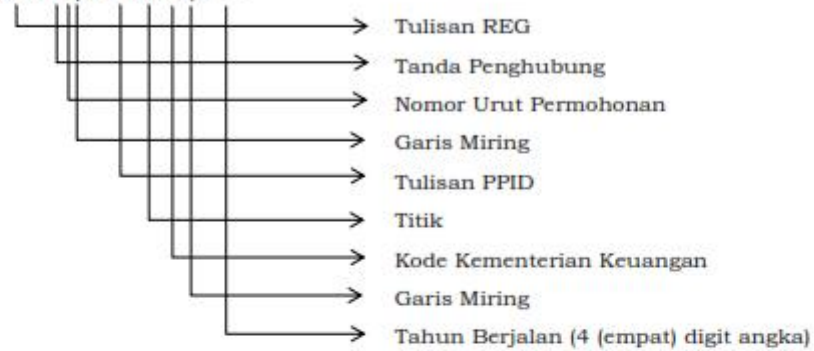 Tulisan REG
Tanda Penghubung
Nomor Urut Permohonan
Garis Miring
Tulisan PPID
Titik
Kode Kementerian Keuangan
Garis Miring
Tahun Berjalan (4 (empat) digit angka)